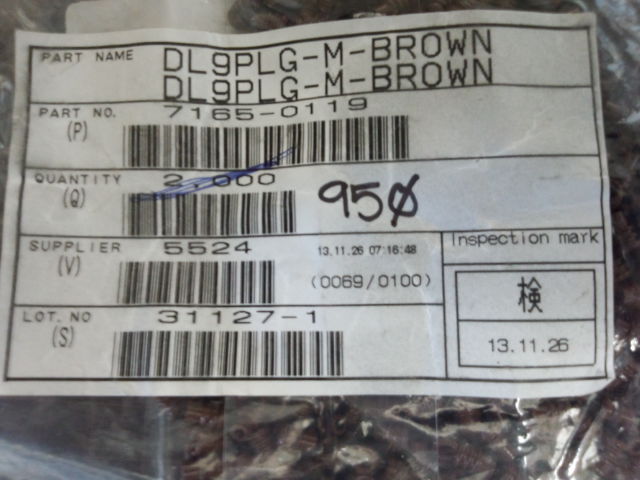 PART NAME DL9PLG-M-BROWN
DL9PLG-M-BROWN
PART NO. 7165-0119
(P)
QUANTITY 2,000
(Q) 950
SUPPLIER 5524 13.11.26 07:16:48 Inspection mark
(V) (0069/0100)
検
LOT. NO 31127-1
(S) 13.11.26